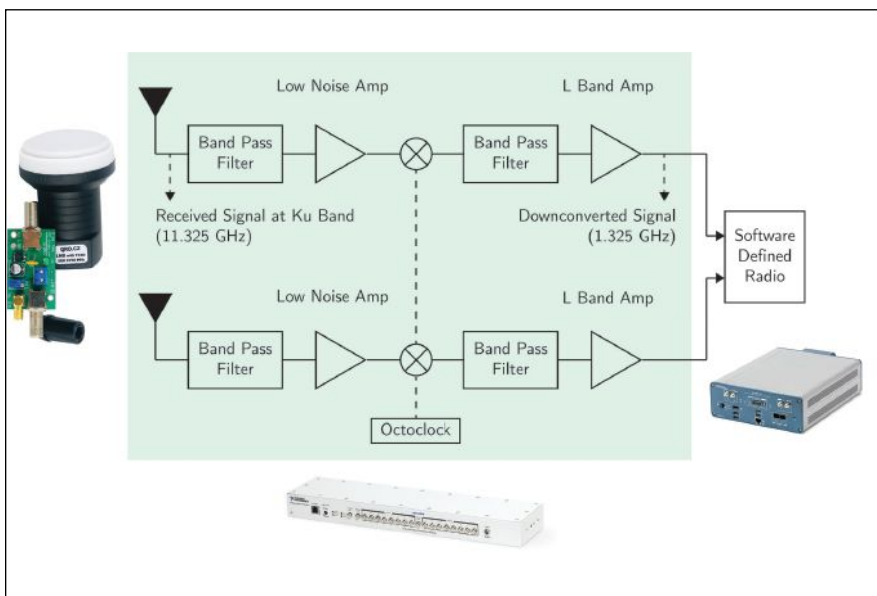 Low Noise Amp
L Band Amp
Band Pass
Filter
Band Pass
Filter
Received Signal at Ku Band
(11.325 GHz)
Downconverted Signal
(1.325 GHz)
Software
Defined
Radio
Low Noise Amp
L Band Amp
Band Pass
Filter
Band Pass
Filter
Octoclock